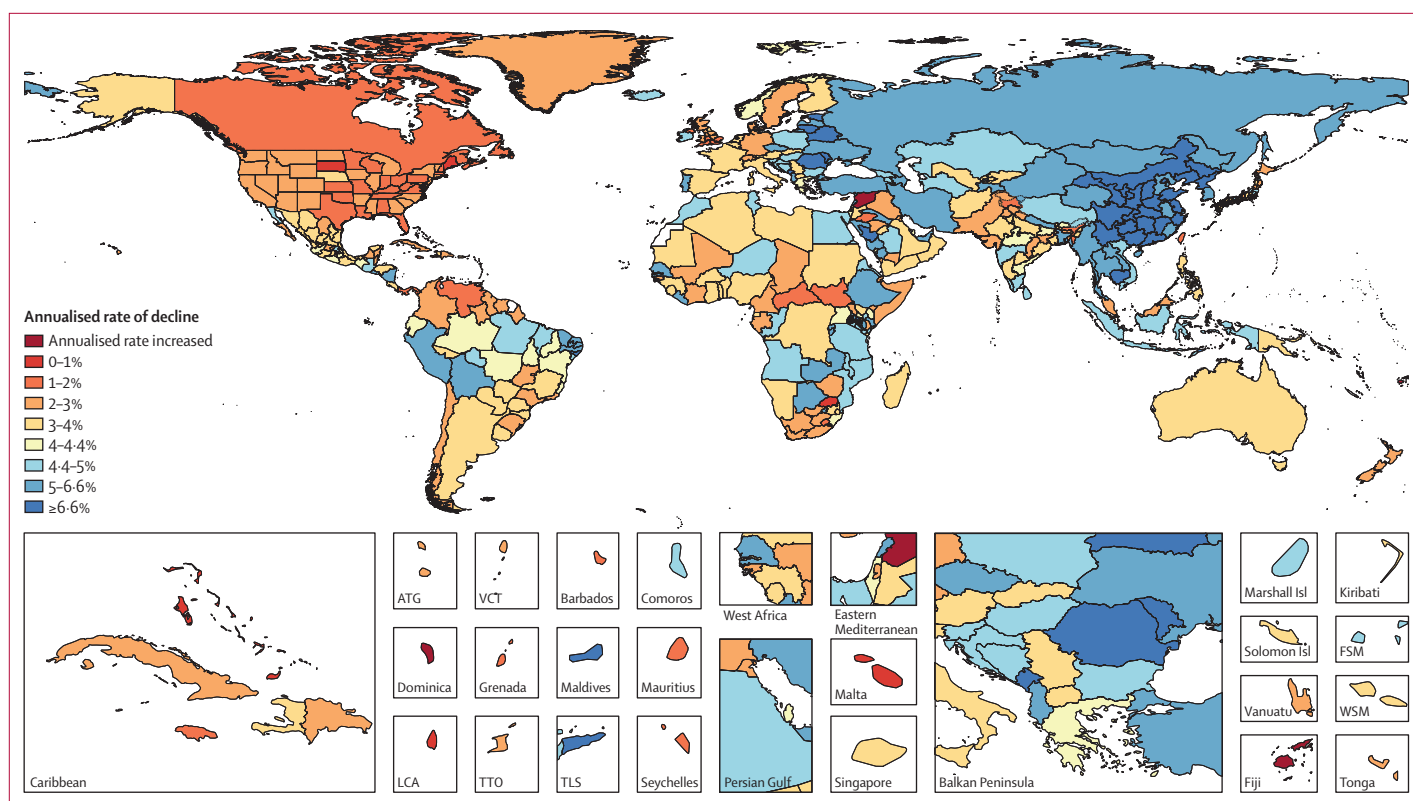 Annualised rate of decline
Annualised rate increased
0–1%
1–2%
2–3%
3–4%
4–4·4%
4·4–5%
5–6·6%
≥6·6%
Caribbean
ATG
VCT
Barbados
Comoros
Dominica
Grenada
Maldives
Mauritius
LCA
TTO
TLS
Seychelles
West Africa
Eastern
Mediterranean
Persian Gulf
Malta
Singapore
Balkan Peninsula
Marshall Isl
Kiribati
Solomon Isl
FSM
Vanuatu
WSM
Fiji
Tonga